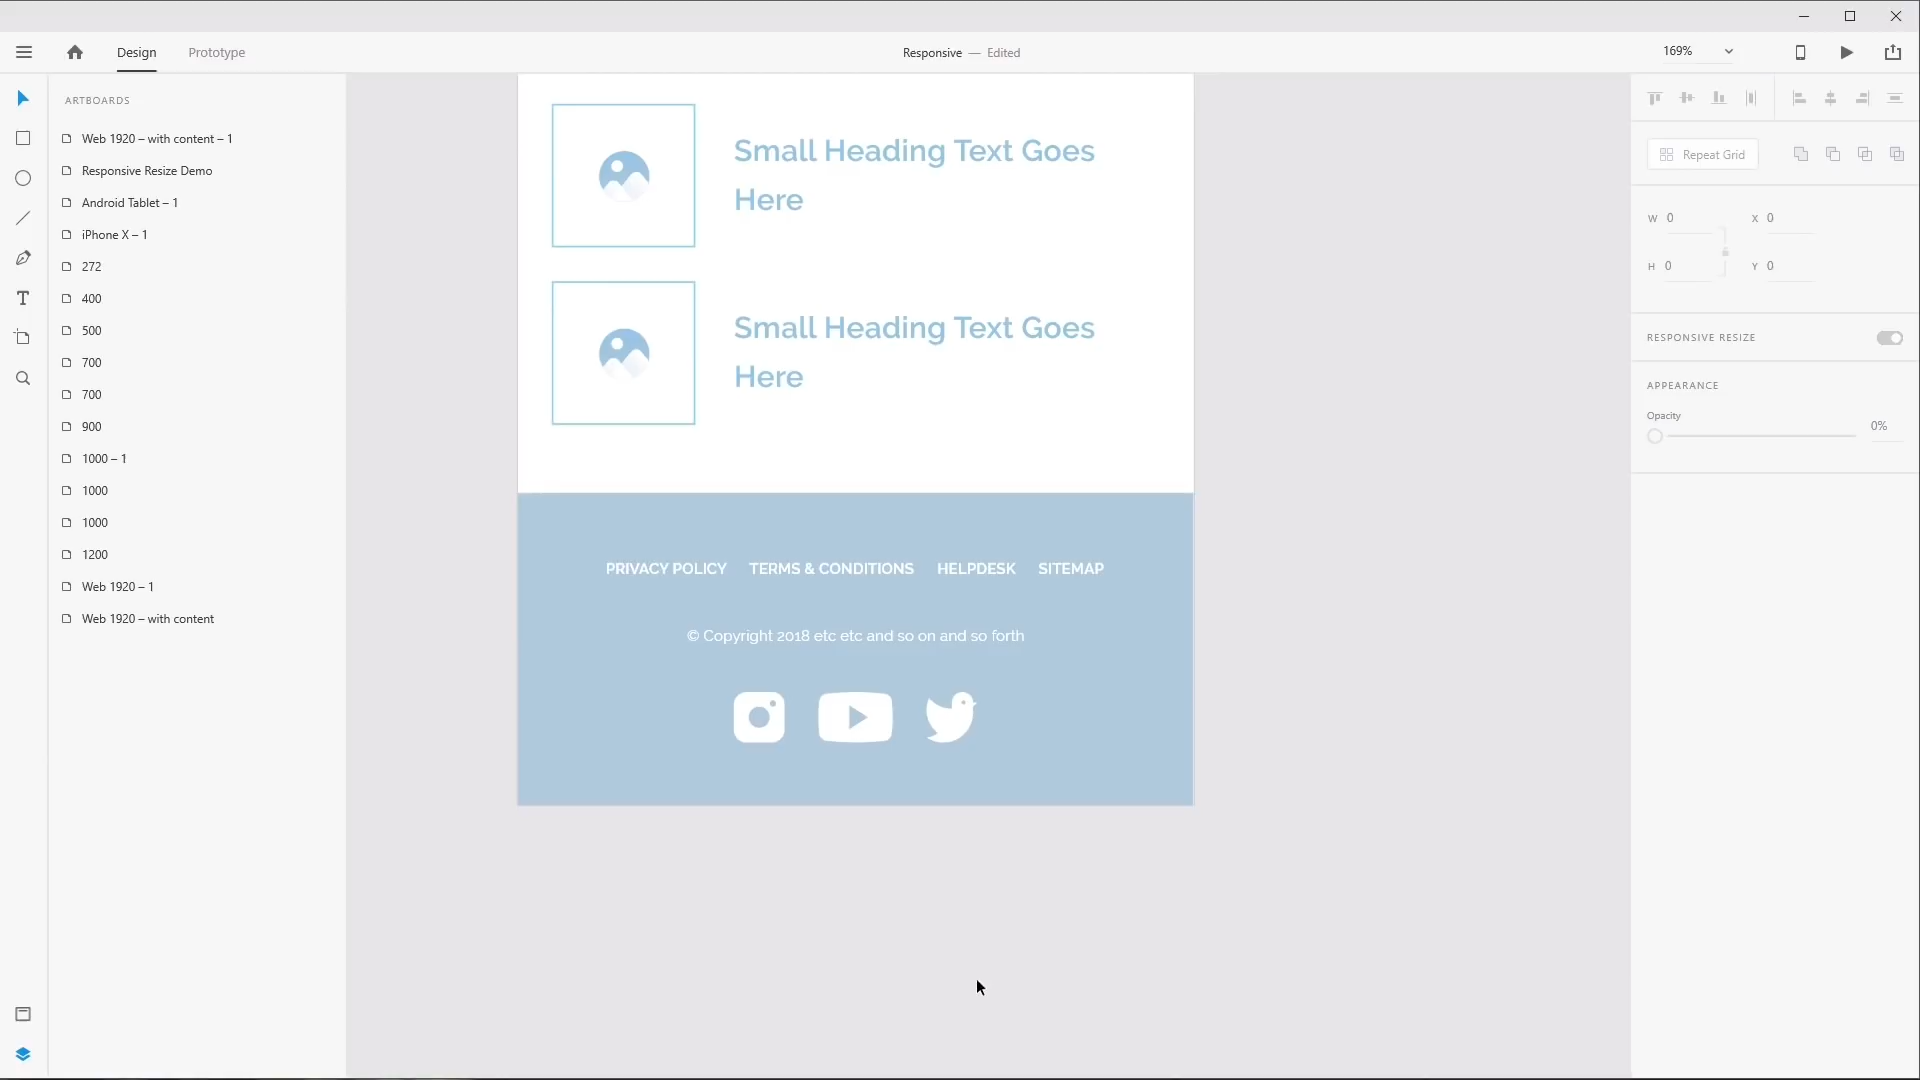 Design Prototype Responsive — Edited 169%
ARTBOARDS
Web 1920 – with content – 1
Responsive Resize Demo
Android Tablet – 1
iPhone X – 1
272
400
500
700
700
900
1000 – 1
1000
1000
1200
Web 1920 – 1
Web 1920 – with content
Small Heading Text Goes
Here
Small Heading Text Goes
Here
PRIVACY POLICY TERMS & CONDITIONS HELPDESK SITEMAP
© Copyright 2018 etc etc and so on and so forth
Repeat Grid
W 0 X 0
H 0 Y 0
RESPONSIVE RESIZE
APPEARANCE
Opacity
0%